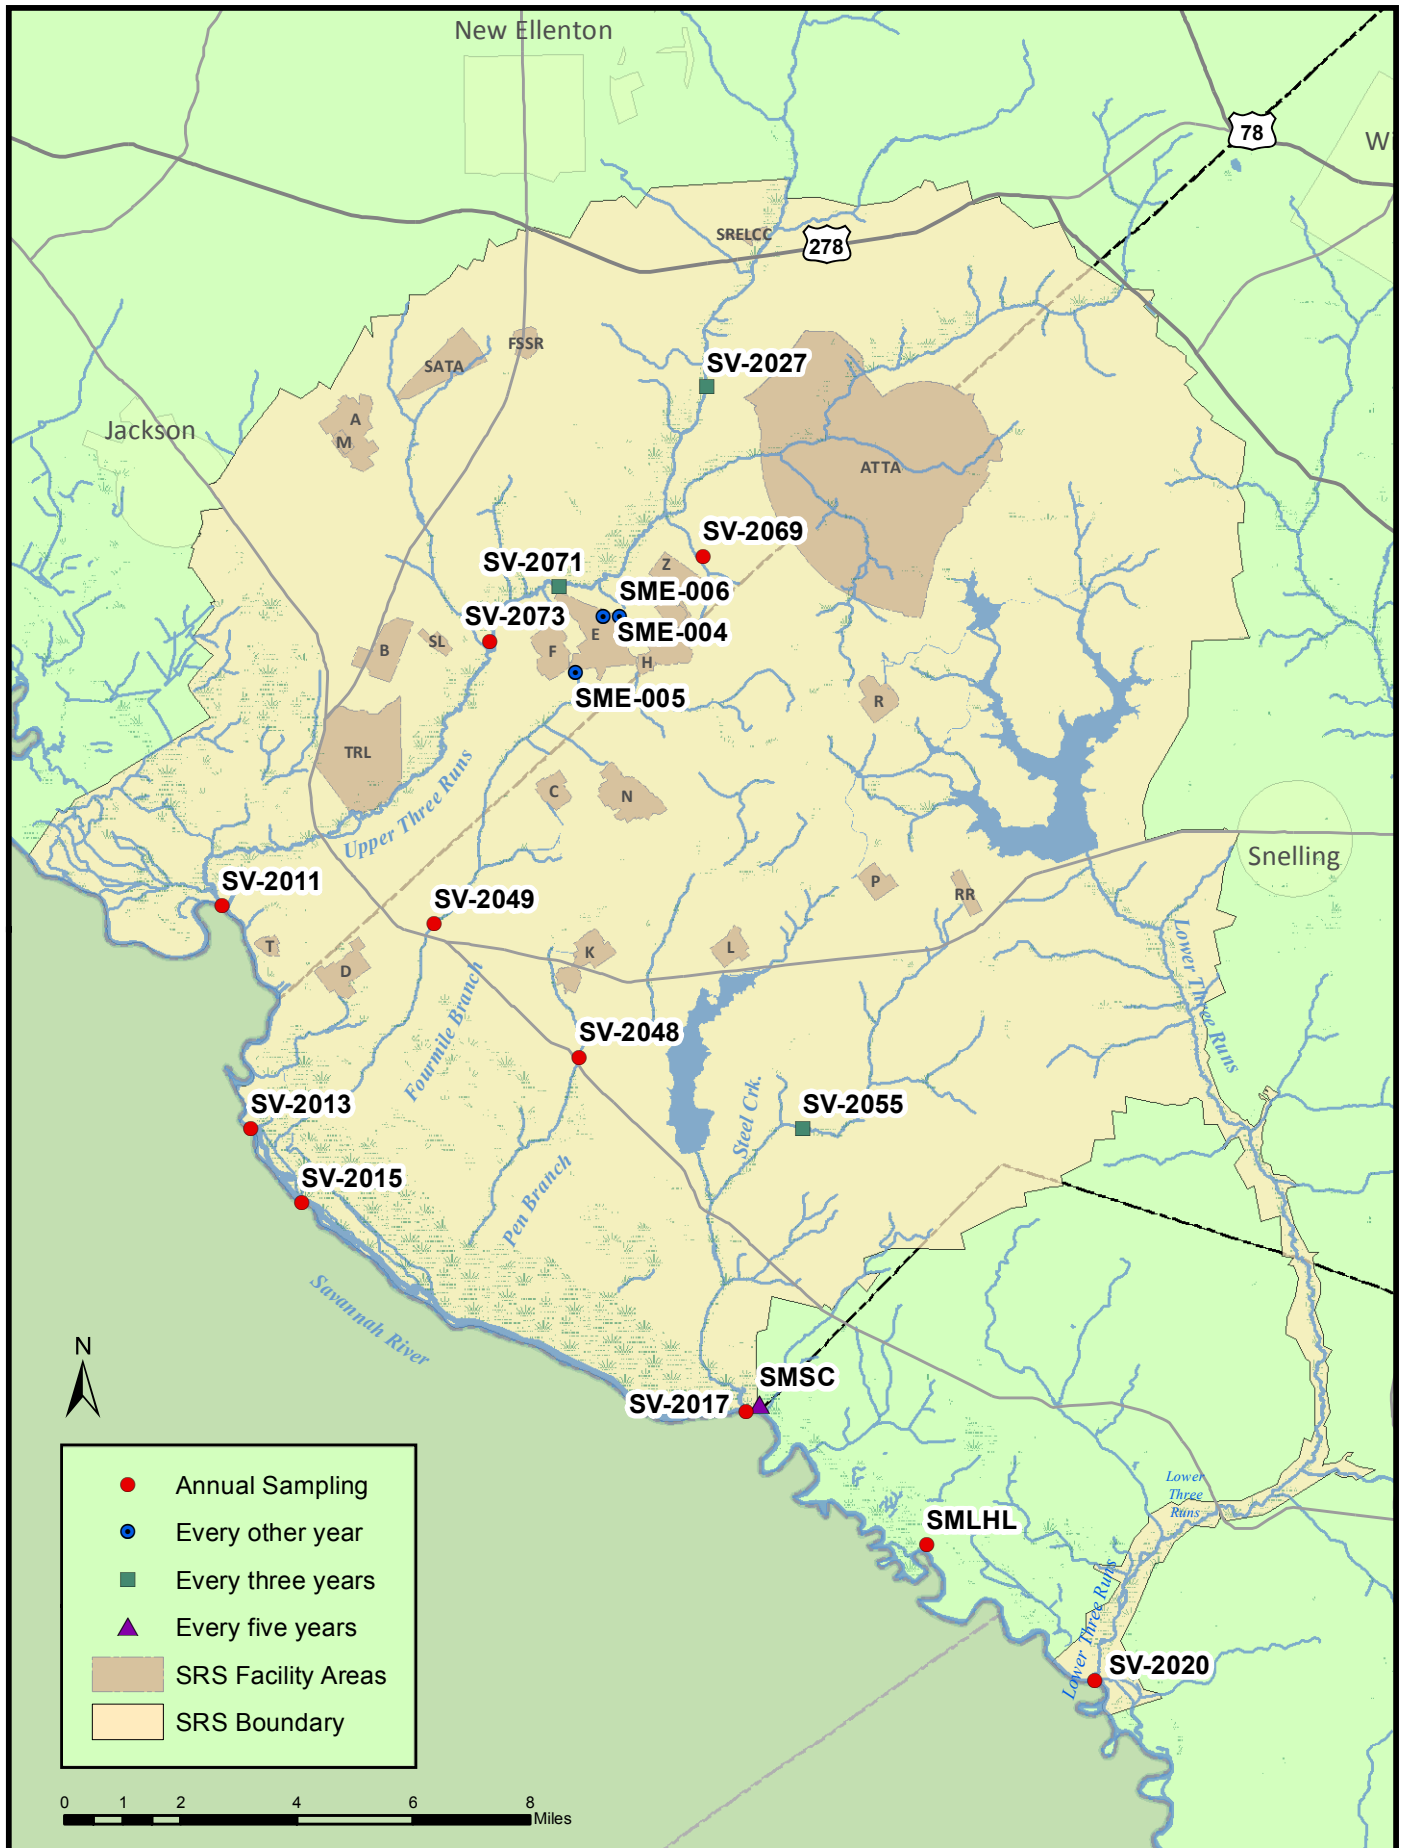 New Ellenton
78
Wi
SRELCC
278
FSSR
SATA
SV-2027
A
M
Jackson
ATTA
SV-2069
Z
SV-2071
SME-006
SV-2073
SME-004
E
SL
B
F
H
SME-005
R
TRL
C
N
Upper Three Runs
Snelling
P
RR
SV-2011
SV-2049
T
D
K
L
Lower Three Runs
Fourmile Branch
SV-2048
Steel Crk.
SV-2013
SV-2055
SV-2015
Pen Branch
Savannah River
N
SMSC
SV-2017
Lower
Three
Runs
SMLHL
Lower Three Runs
SV-2020
Annual Sampling
Every other year
Every three years
Every five years
SRS Facility Areas
SRS Boundary
0 1 2 4 6 8
Miles